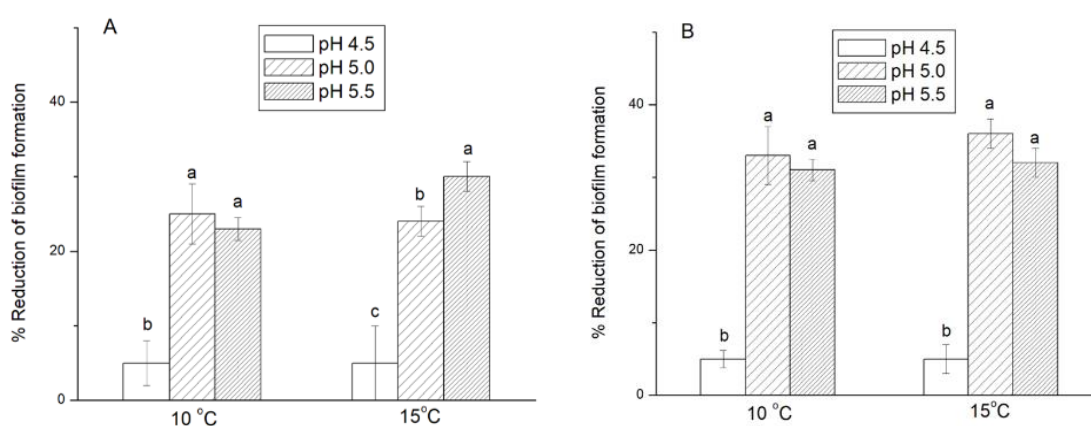 A
pH 4.5
pH 5.0
pH 5.5
% Reduction of biofilm formation
40
20
0
b
a
a
c
b
a
10 °C
15°C
B
pH 4.5
pH 5.0
pH 5.5
% Reduction of biofilm formation
40
20
0
b
a
a
b
a
a
10 °C
15°C